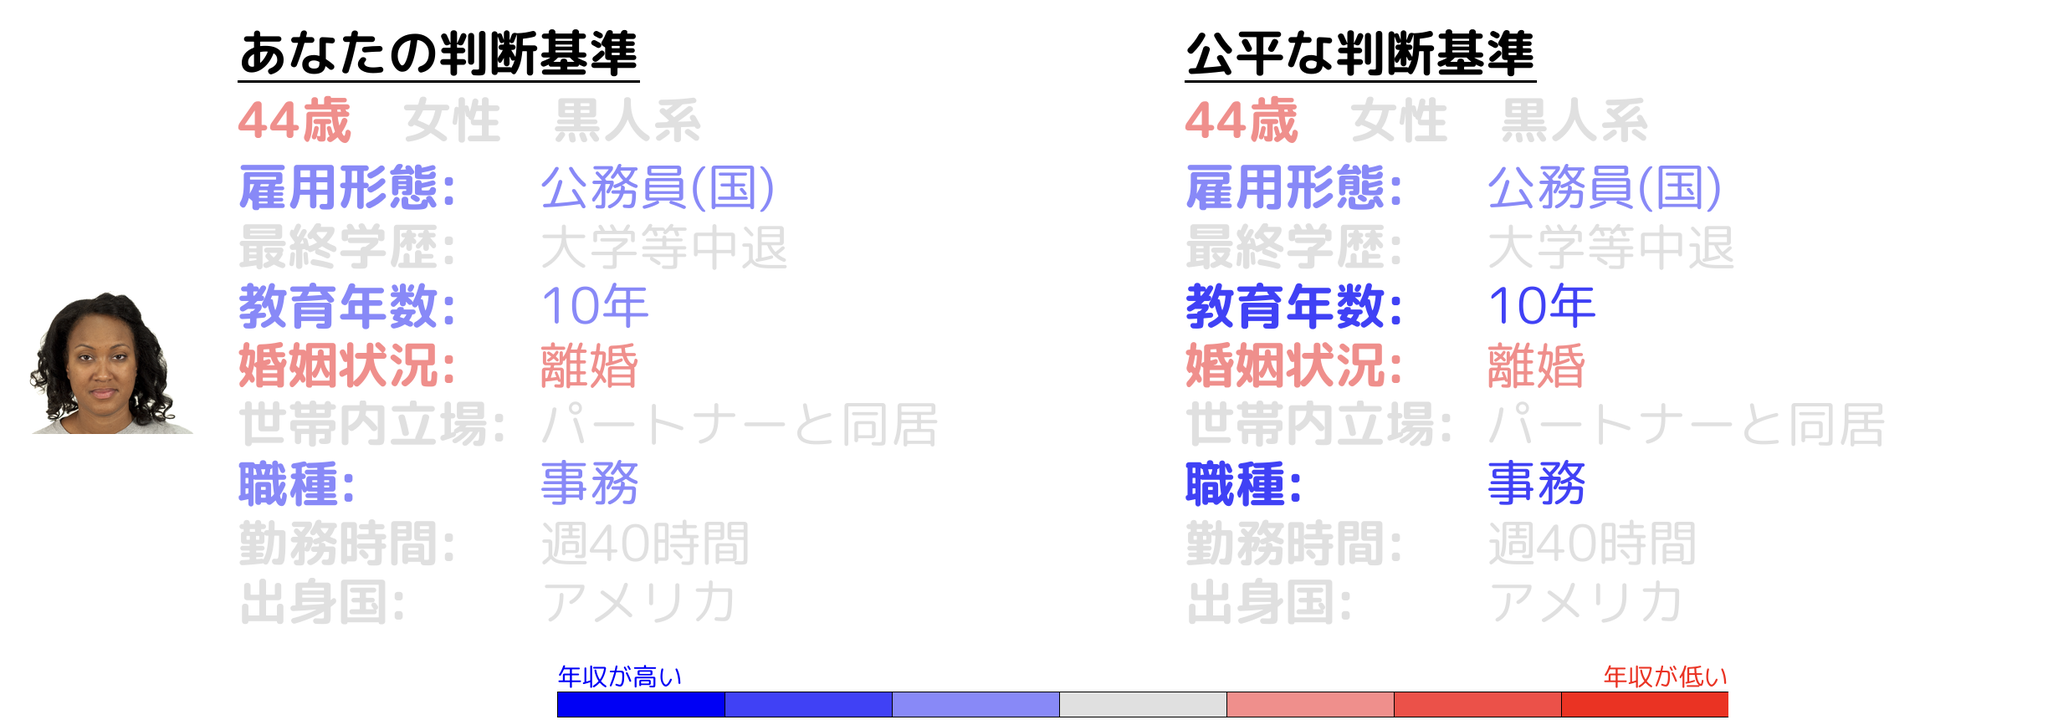 あなたの判断基準
44歳 女性 黒人系
雇用形態: 公務員(国)
最終学歴: 大学等中退
教育年数: 10年
婚姻状況: 離婚
世帯内立場: パートナーと同居
職種: 事務
勤務時間: 週40時間
出身国: アメリカ
公平な判断基準
44歳 女性 黒人系
雇用形態: 公務員(国)
最終学歴: 大学等中退
教育年数: 10年
婚姻状況: 離婚
世帯内立場: パートナーと同居
職種: 事務
勤務時間: 週40時間
出身国: アメリカ
年収が高い
年収が低い